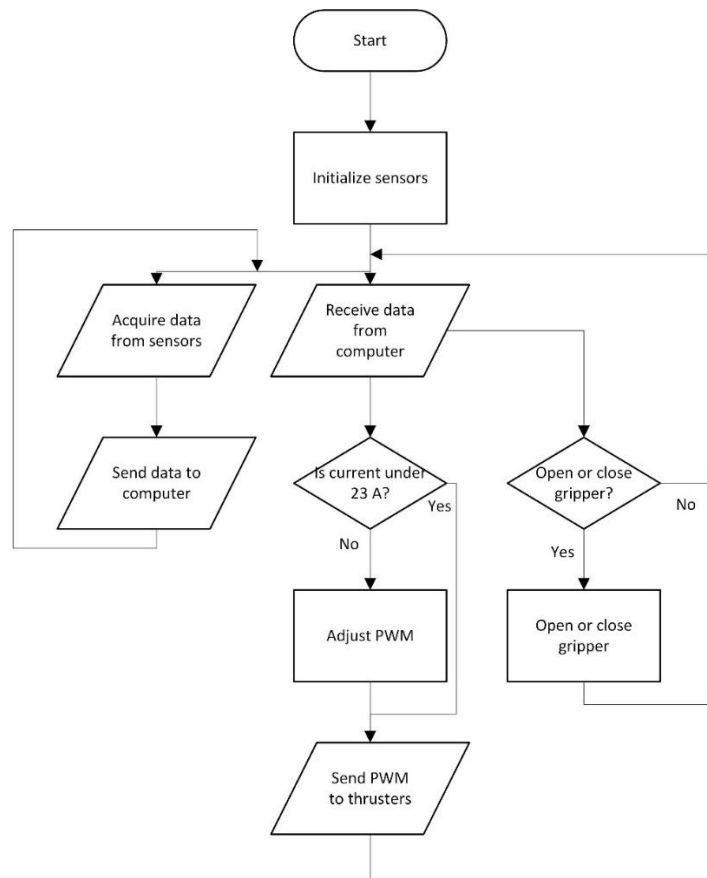 Start
Initialize sensors
Acquire data
from sensors
Receive data
from
computer
Send data to
computer
Is current under
23 A?
Yes
No
Open or close
gripper?
No
Yes
Adjust PWM
Open or close
gripper
Send PWM
to thrusters